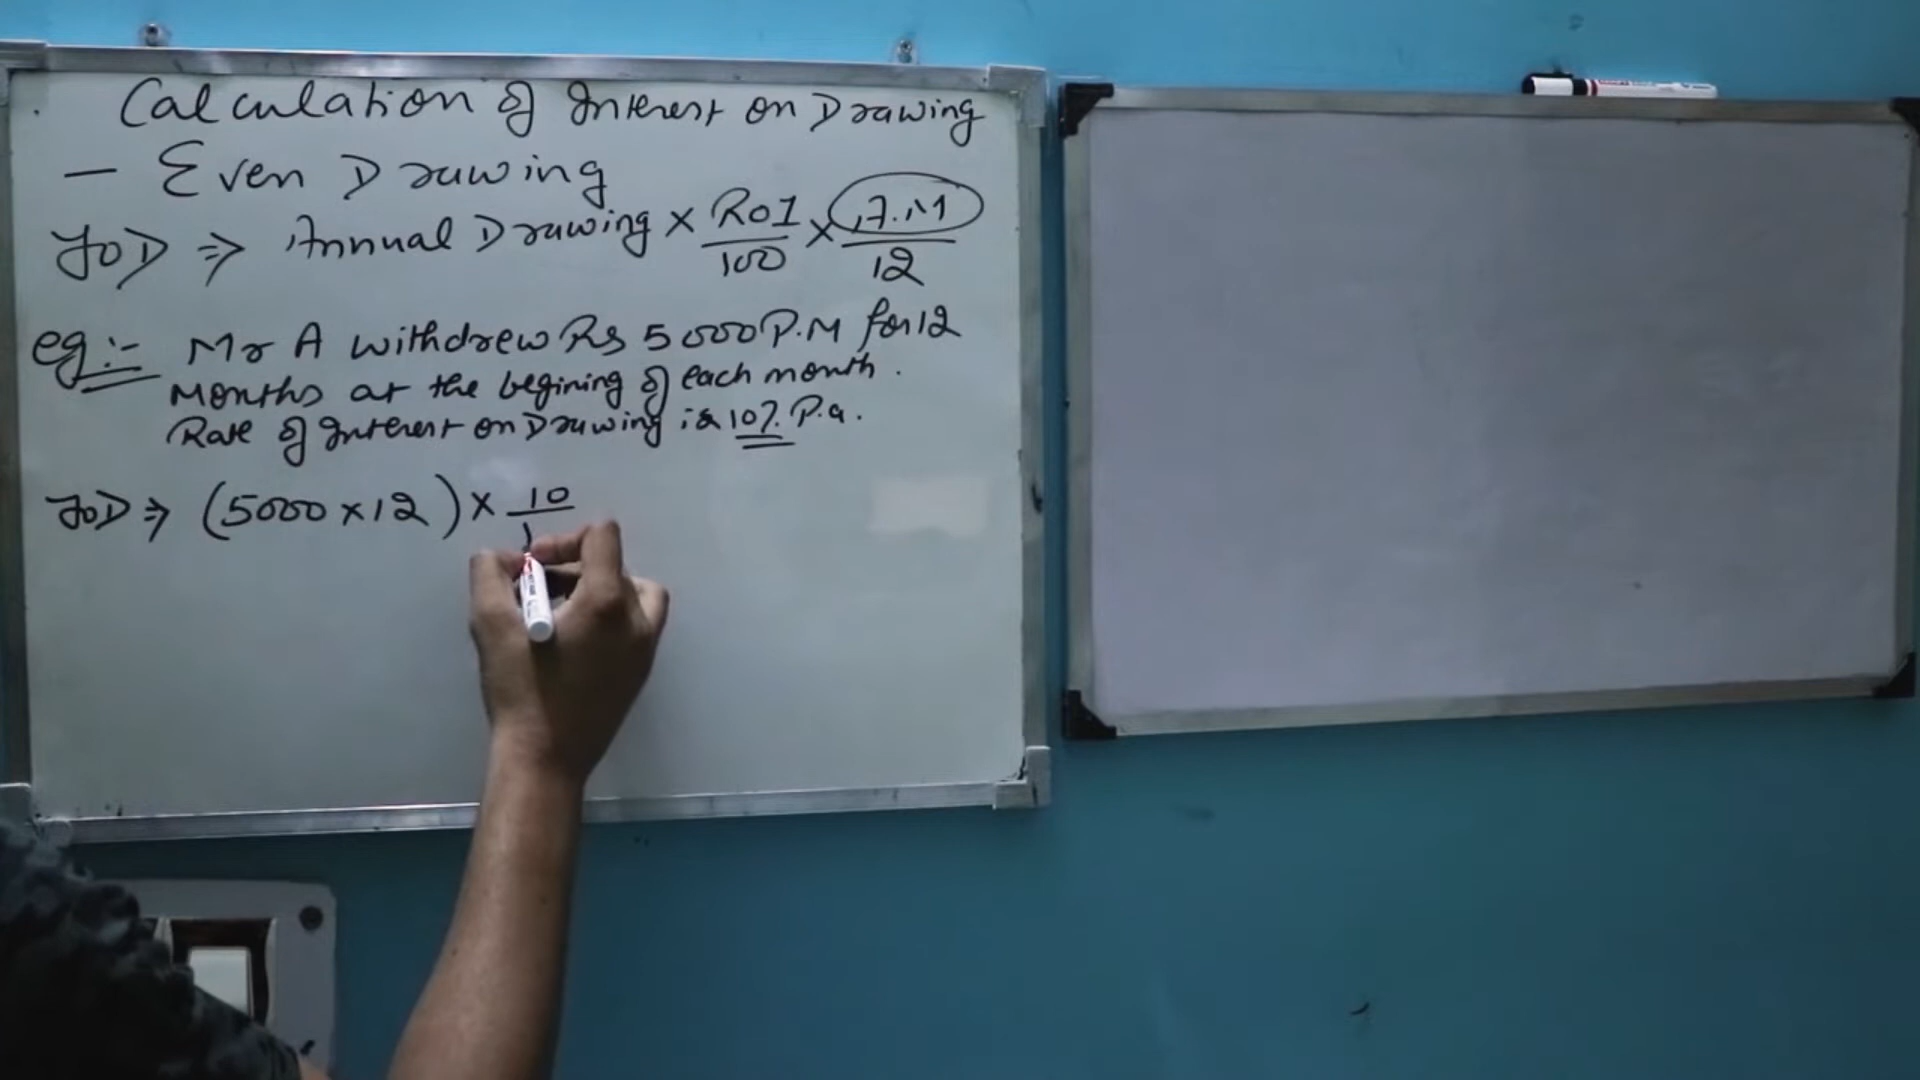 Calculation of Interest on Drawing
- Even Drawing
IOD ⇒ Annual Drawing × ROI/100 × A.M/12
eg:- Mr A withdrew Rs 5000 P.M for 12
Months at the begining of each month.
Rate of Interest on Drawing is 10% P.a.
IOD ⇒ (5000 × 12) × 10/1